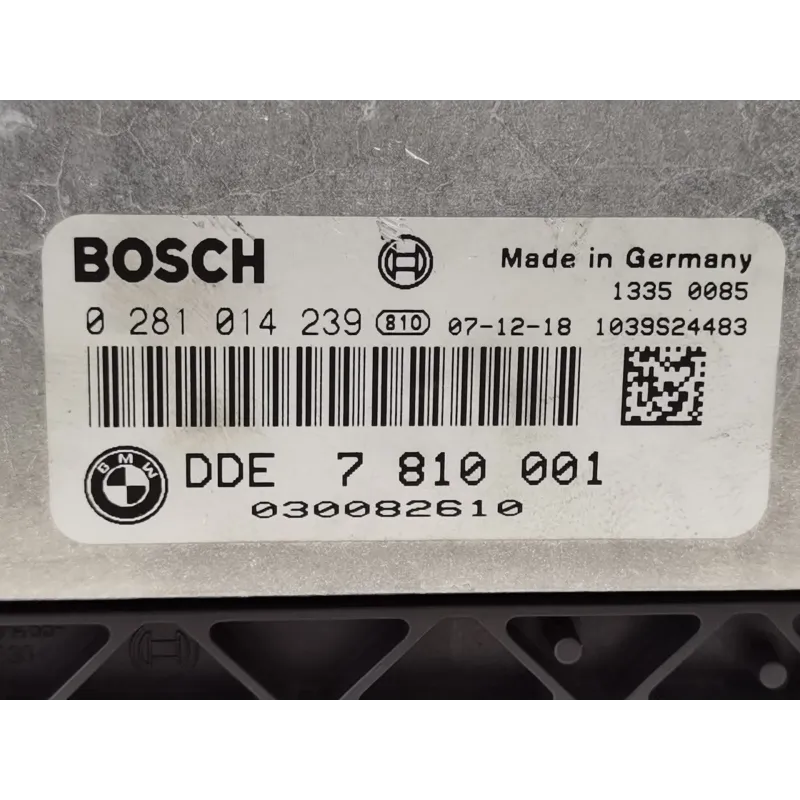 BOSCH
Made in Germany
1335 0085
0 281 014 239 810 07-12-18 1039S24483
BMW
DDE 7 810 001
030082610